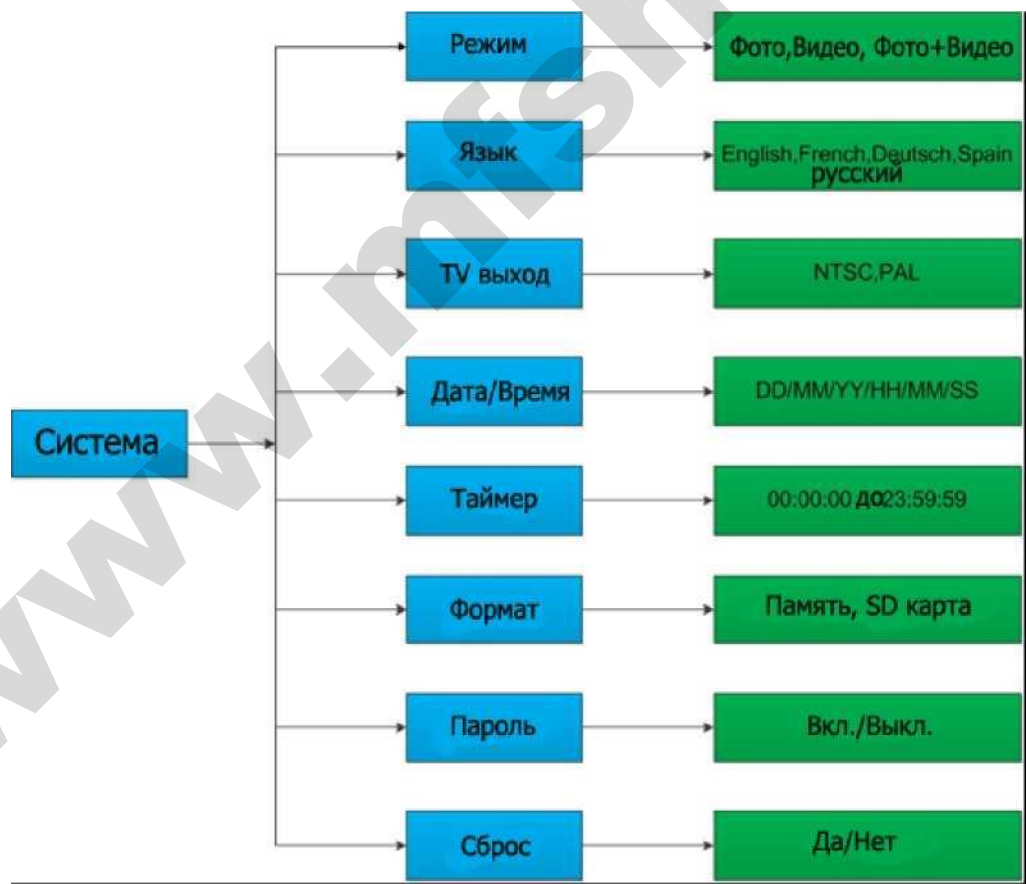 Режим
Фото,Видео, Фото+Видео
Язык
English,French,Deutsch,Spain
русский
TV выход
NTSC,PAL
Дата/Время
DD/MM/YY/HH/MM/SS
Система
Таймер
00:00:00 до23:59:59
Формат
Память, SD карта
Пароль
Вкл./Выкл.
Сброс
Да/Нет